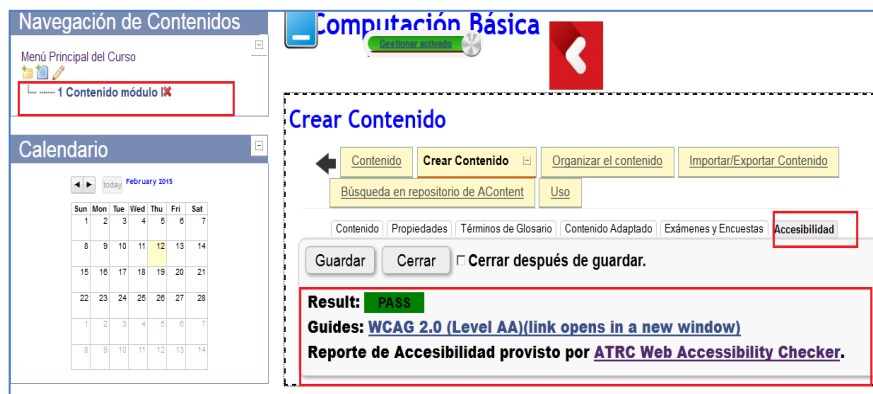 Navegación de Contenidos
Menú Principal del Curso
1 Contenido módulo I
Calendario
today February 2015
Sun Mon Tue Wed Thu Fri Sat
1 2 3 4 5 6 7
8 9 10 11 12 13 14
15 16 17 18 19 20 21
22 23 24 25 26 27 28
1 2 3 4 5 6 7
8 9 10 11 12 13 14
Computación Básica
Gestionar activado
Crear Contenido
Contenido Crear Contenido Organizar el contenido Importar/Exportar Contenido
Búsqueda en repositorio de AContent Uso
Contenido Propiedades Términos de Glosario Contenido Adaptado Exámenes y Encuestas Accesibilidad
Guardar Cerrar Cerrar después de guardar.
Result: PASS
Guides: WCAG 2.0 (Level AA)(link opens in a new window)
Reporte de Accesibilidad provisto por ATRC Web Accessibility Checker.